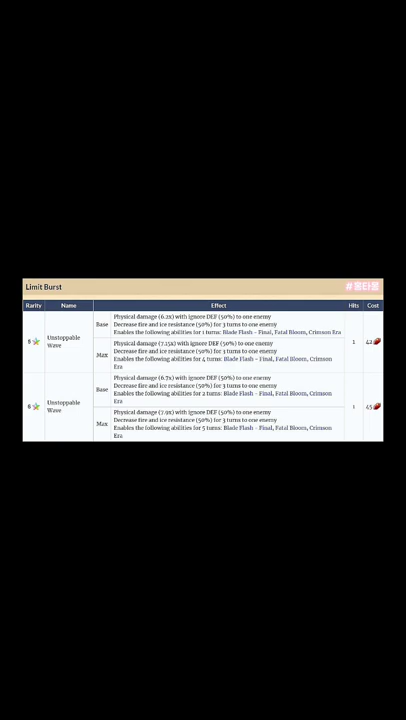 Limit Burst
#홍타몰
Rarity Name Effect Hits Cost
6
Unstoppable
Wave
Base
Physical damage (6.2x) with ignore DEF (50%) to one enemy
Decrease fire and ice resistance (50%) for 3 turns to one enemy
Enables the following abilities for 1 turns: Blade Flash - Final, Fatal Bloom, Crimson Era
Max
Physical damage (7.15x) with ignore DEF (50%) to one enemy
Decrease fire and ice resistance (50%) for 3 turns to one enemy
Enables the following abilities for 4 turns: Blade Flash - Final, Fatal Bloom, Crimson
Era
1
42
6
Unstoppable
Wave
Base
Physical damage (6.7x) with ignore DEF (50%) to one enemy
Decrease fire and ice resistance (50%) for 3 turns to one enemy
Enables the following abilities for 2 turns: Blade Flash - Final, Fatal Bloom, Crimson
Era
Max
Physical damage (7.9x) with ignore DEF (50%) to one enemy
Decrease fire and ice resistance (50%) for 3 turns to one enemy
Enables the following abilities for 5 turns: Blade Flash - Final, Fatal Bloom, Crimson
Era
1
45